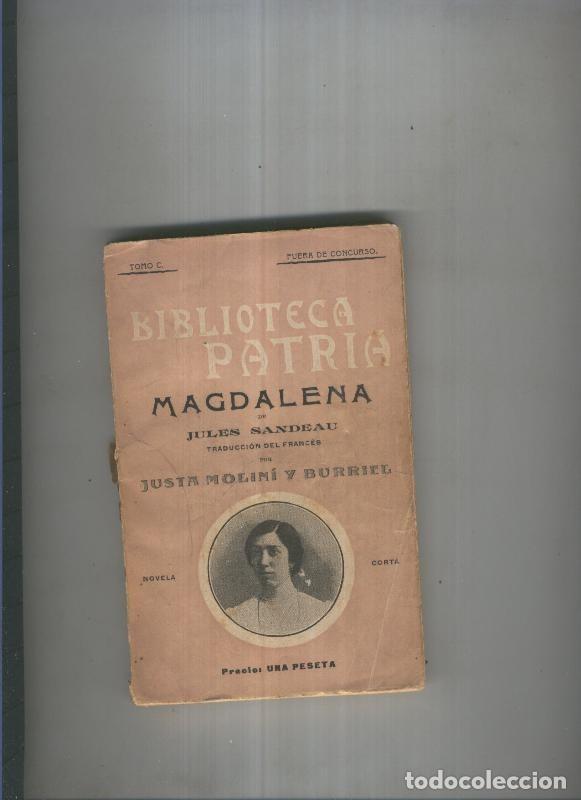 TOMO C.
FUERA DE CONCURSO.
BIBLIOTECA
PATRIA
MAGDALENA
DE
JULES SANDEAU
TRADUCCIÓN DEL FRANCÉS
POR
JUSTA MOLINÍ Y BURRIEL
NOVELA
CORTA
Precio: UNA PESETA
todocoleccion